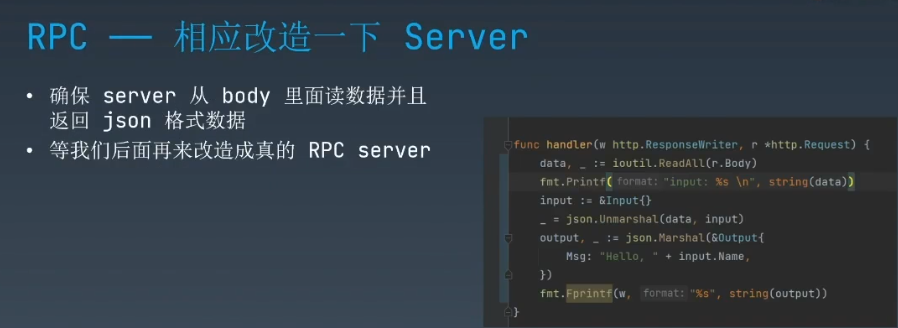 RPC —— 相应改造一下 Server
• 确保 server 从 body 里面读数据并且
返回 json 格式数据
• 等我们后面再来改造成真的 RPC server
func handler(w http.ResponseWriter, r *http.Request) {
data, _ := ioutil.ReadAll(r.Body)
fmt.Printf( format: "input: %s \n", string(data))
input := &Input{}
_ = json.Unmarshal(data, input)
output, _ := json.Marshal(&Output{
Msg: "Hello, " + input.Name,
})
fmt.Fprintf(w, format: "%s", string(output))
}